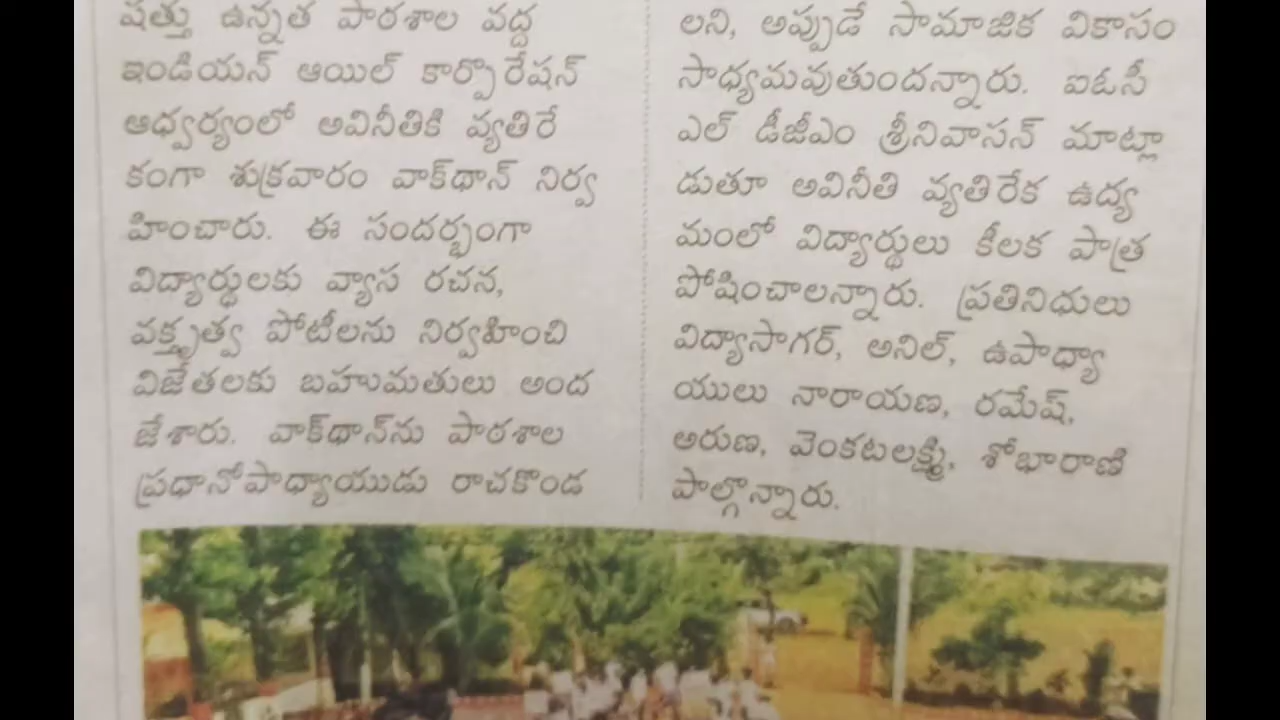 షత్తు ఉన్నత పాఠశాల వద్ద
ఇండియన్ ఆయిల్ కార్పొరేషన్
ఆధ్వర్యంలో అవినీతికి వ్యతిరే
కంగా శుక్రవారం వాక్‌థాన్ నిర్వ
హించారు. ఈ సందర్భంగా
విద్యార్థులకు వ్యాస రచన,
వక్తృత్వ పోటీలను నిర్వహించి
విజేతలకు బహుమతులు అంద
జేశారు. వాక్‌థాన్‌ను పాఠశాల
ప్రధానోపాధ్యాయుడు రాచకొండ
లని, అప్పుడే సామాజిక వికాసం
సాధ్యమవుతుందన్నారు. ఐఓసీ
ఎల్ డీజీఎం శ్రీనివాసన్ మాట్లా
డుతూ అవినీతి వ్యతిరేక ఉద్య
మంలో విద్యార్థులు కీలక పాత్ర
పోషించాలన్నారు. ప్రతినిధులు
విద్యాసాగర్, అనిల్, ఉపాధ్యా
యులు నారాయణ, రమేష్,
అరుణ, వెంకటలక్ష్మి, శోభారాణి
పాల్గొన్నారు.